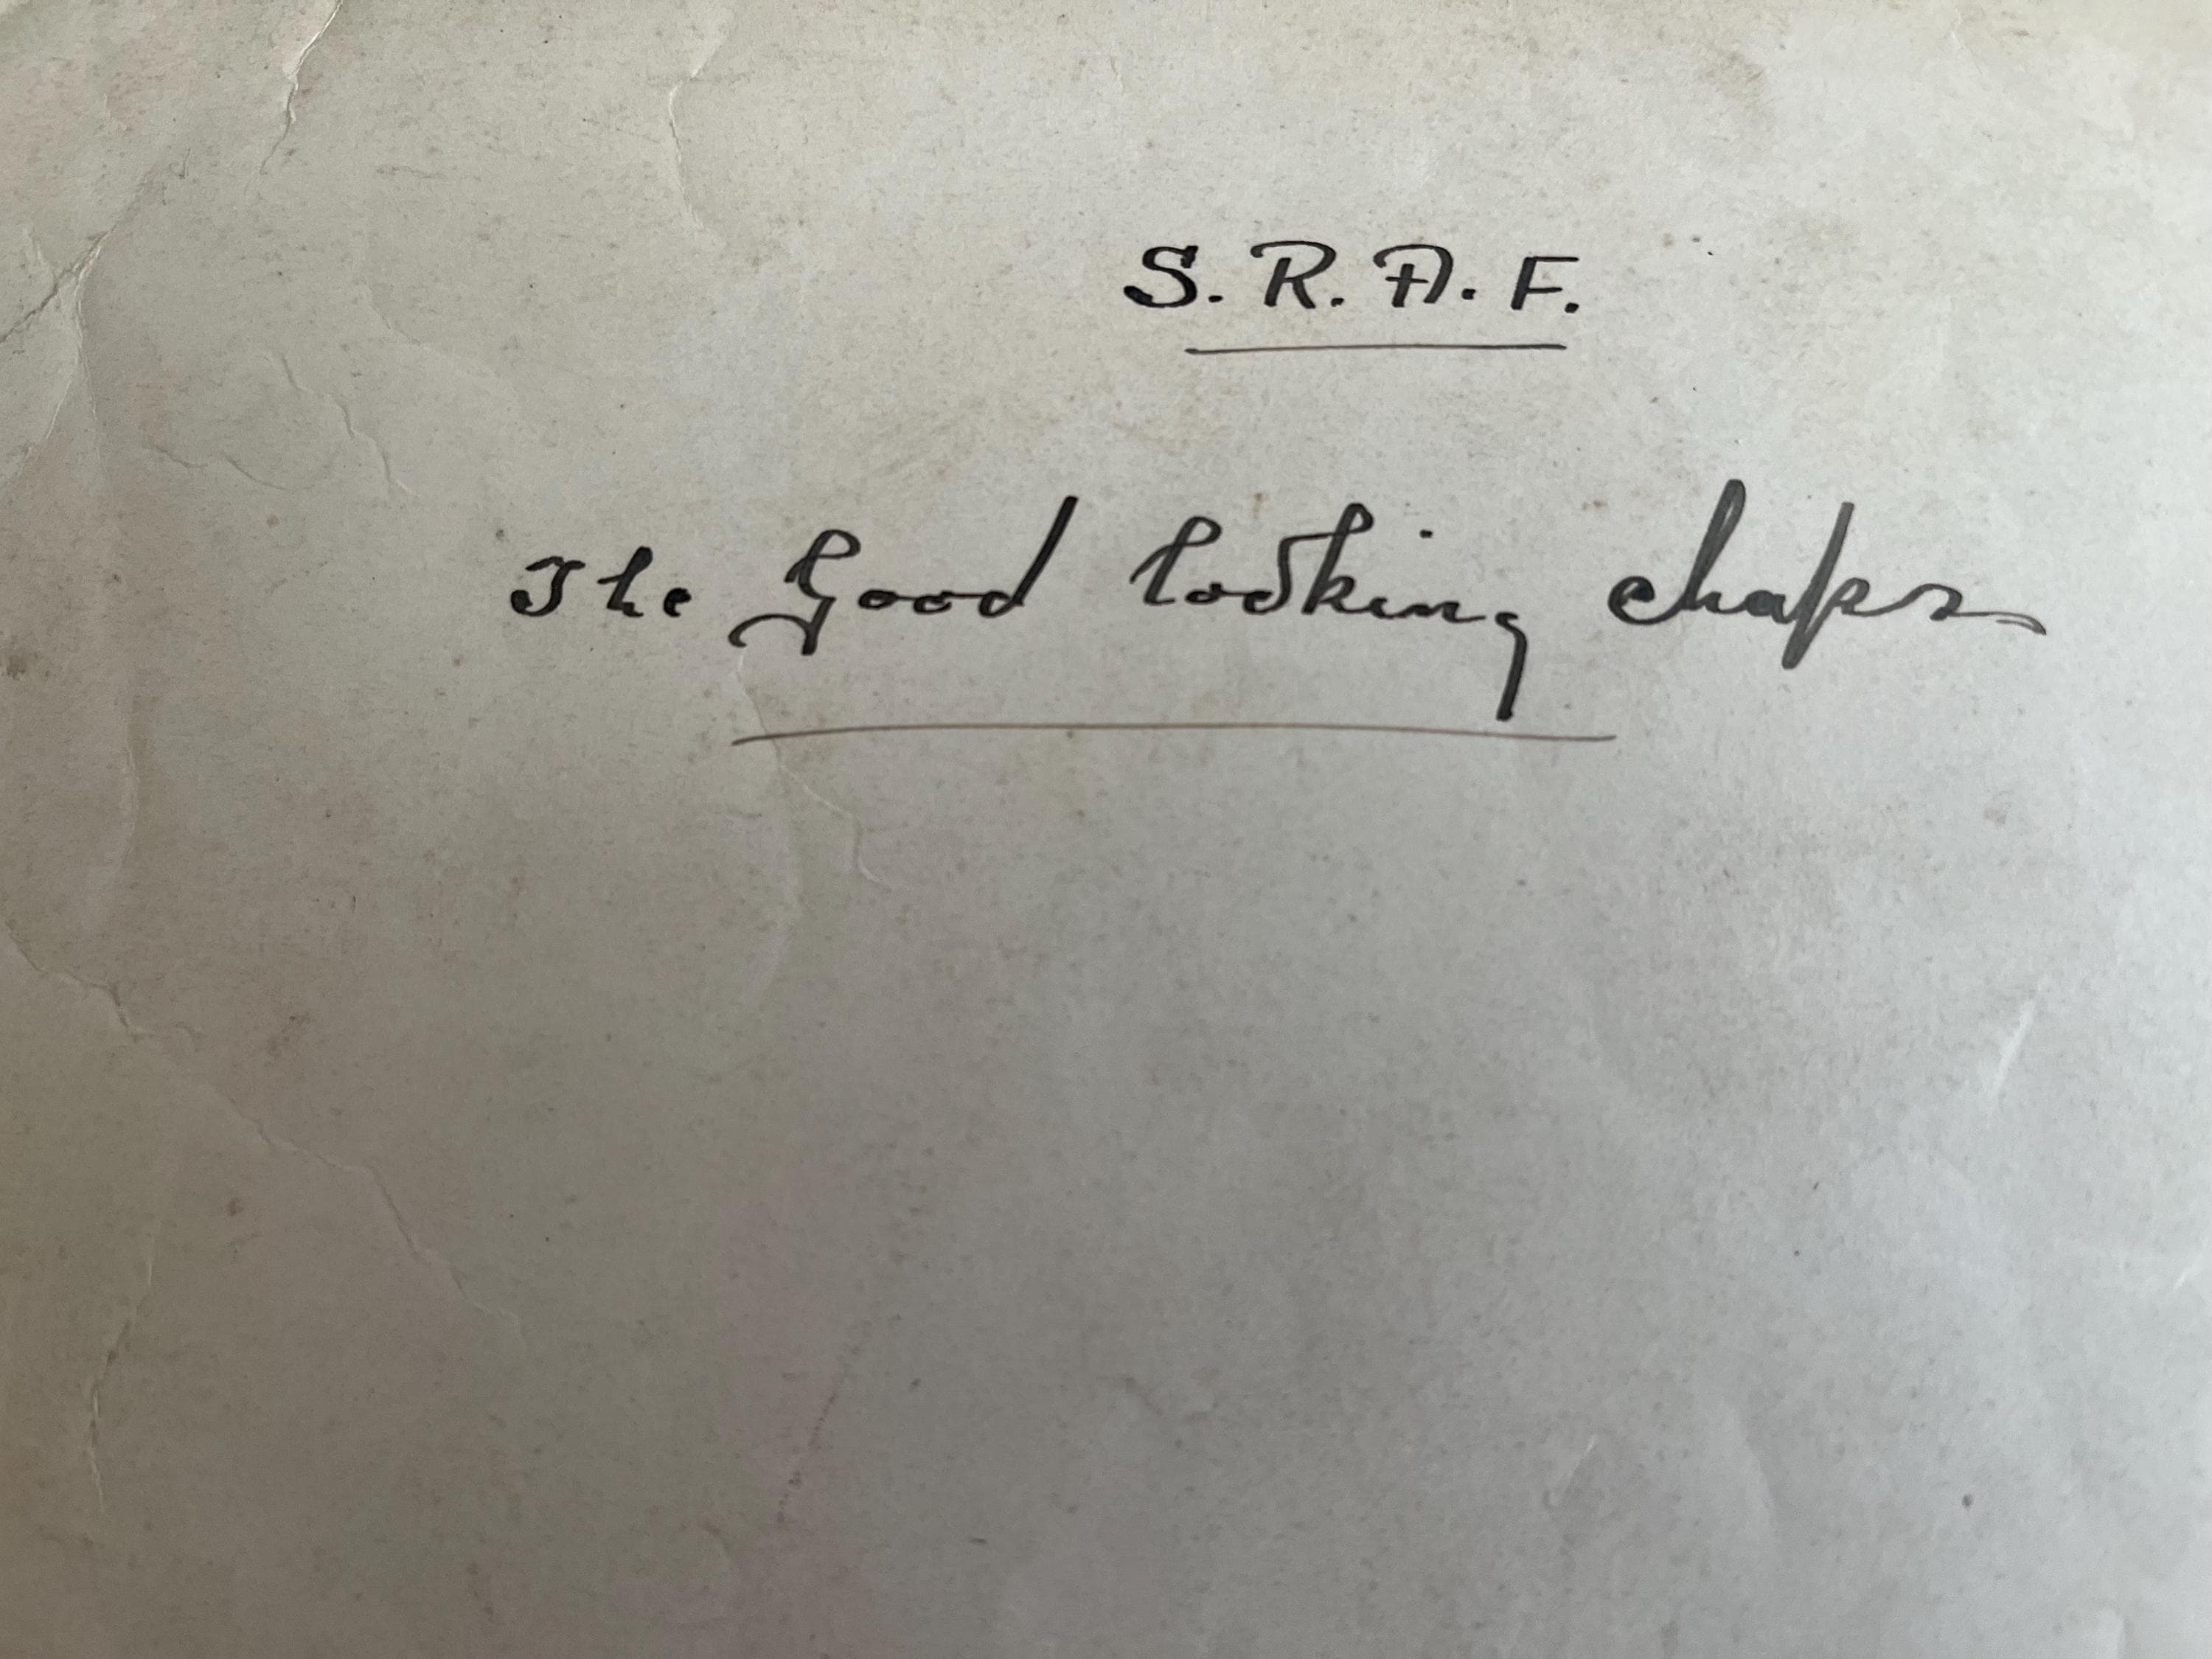 S. R. A. F.
The Good looking chaps